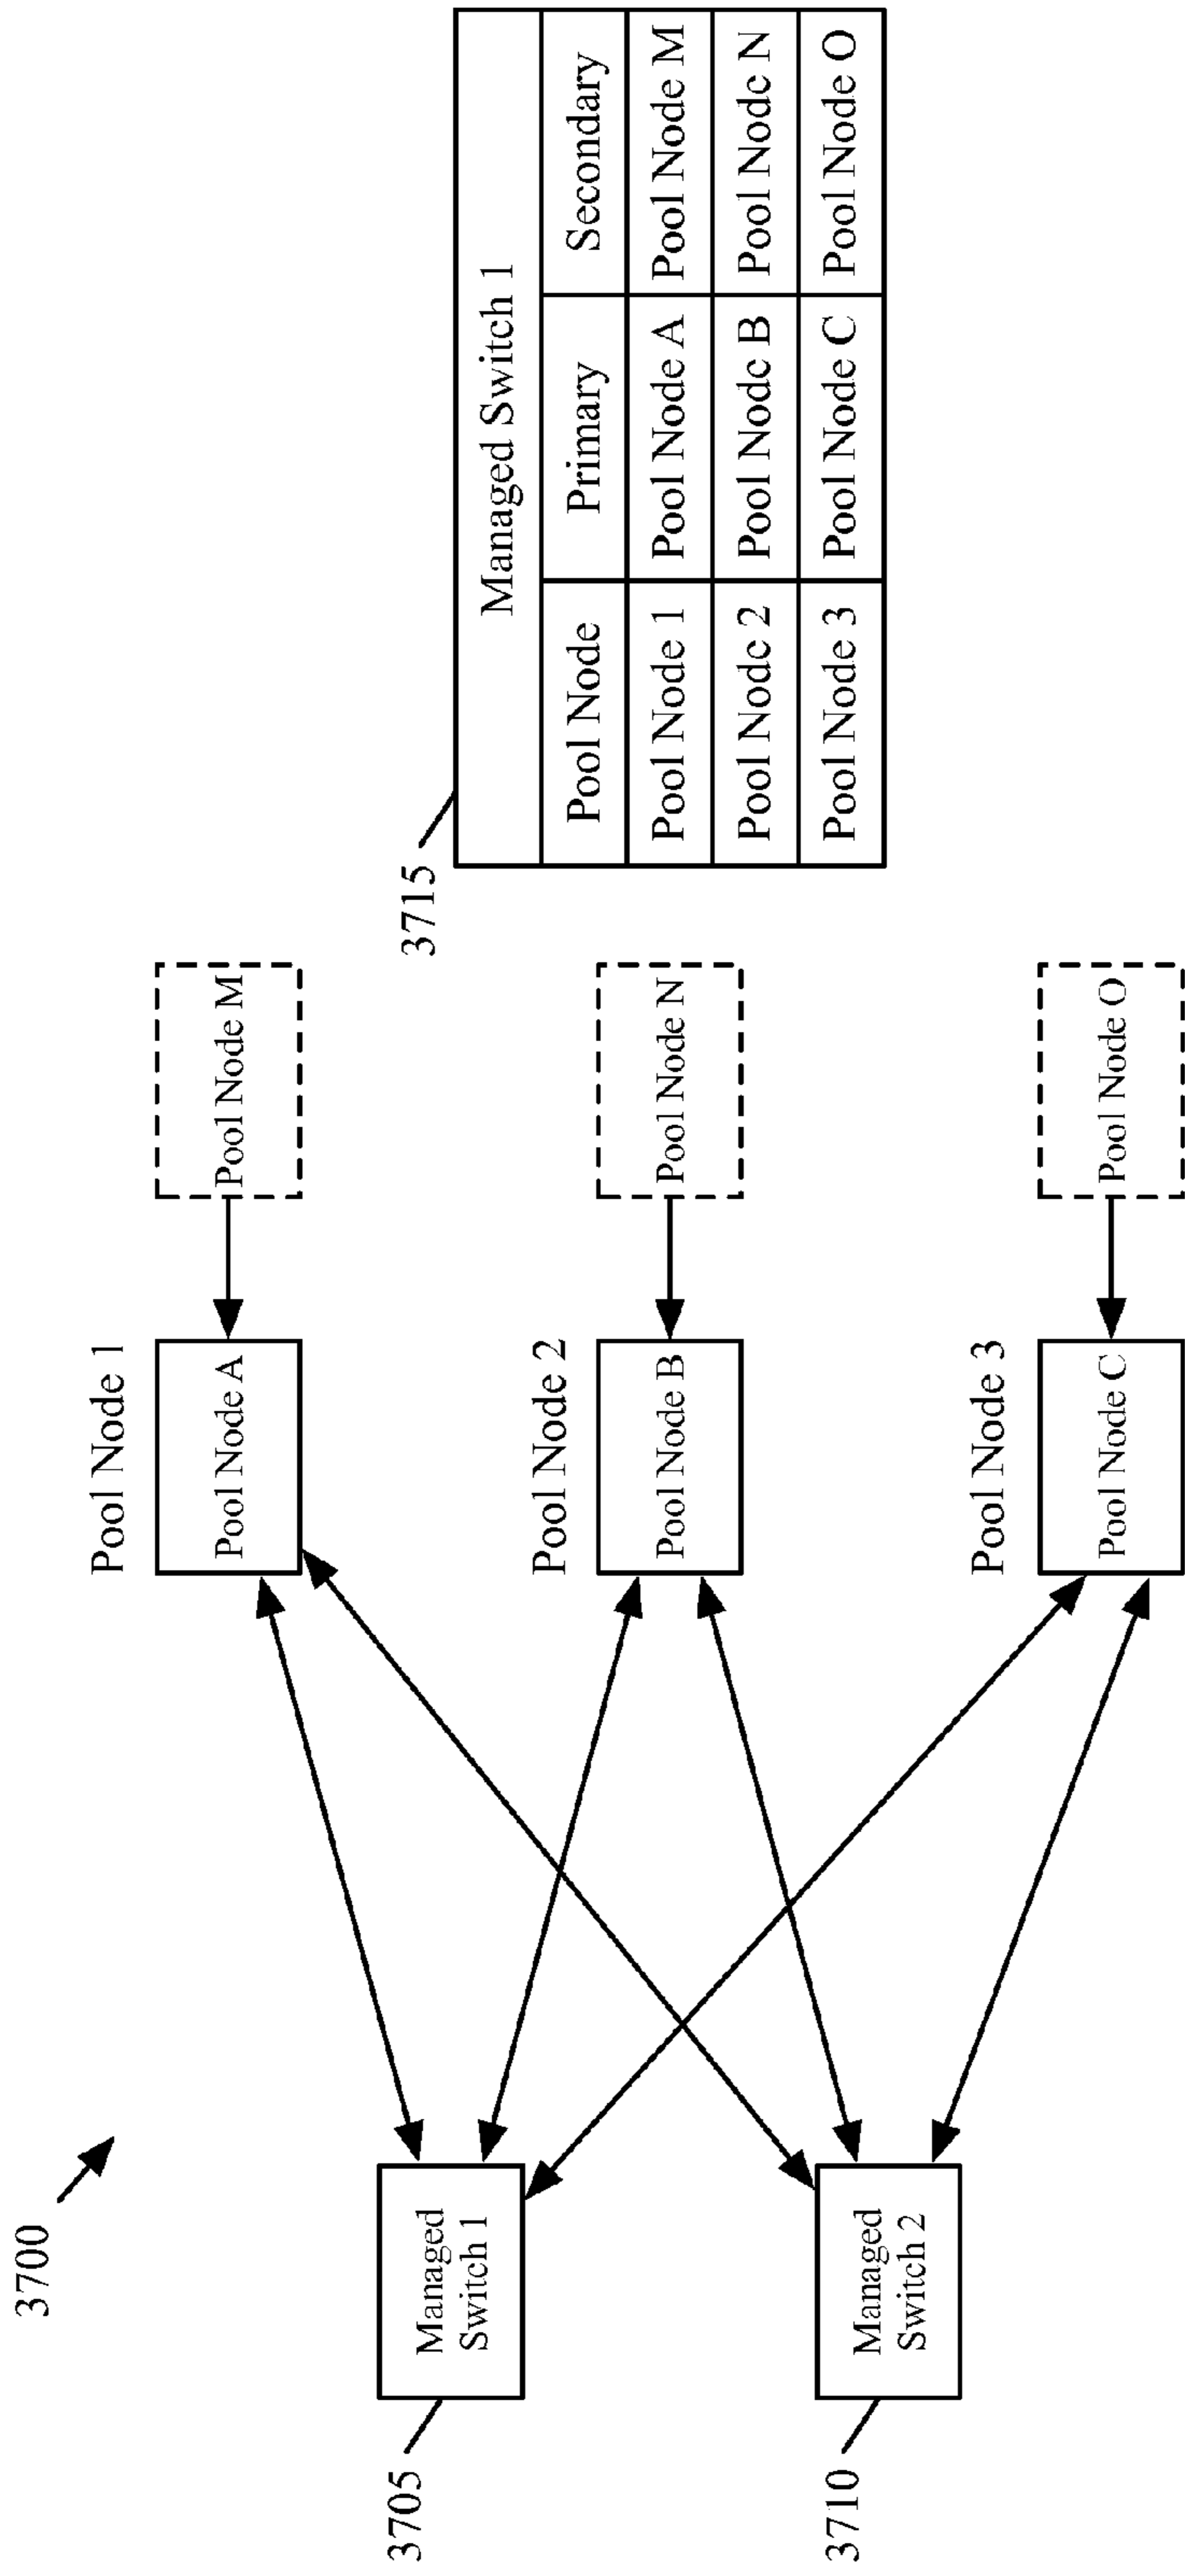 3700
Pool Node 1
Pool Node A
Pool Node M
3705
Managed
Switch 1
Pool Node 2
Pool Node B
Pool Node N
3710
Managed
Switch 2
Pool Node 3
Pool Node C
Pool Node O
3715
Managed Switch 1
Pool Node Primary Secondary
Pool Node 1 Pool Node A Pool Node M
Pool Node 2 Pool Node B Pool Node N
Pool Node 3 Pool Node C Pool Node O